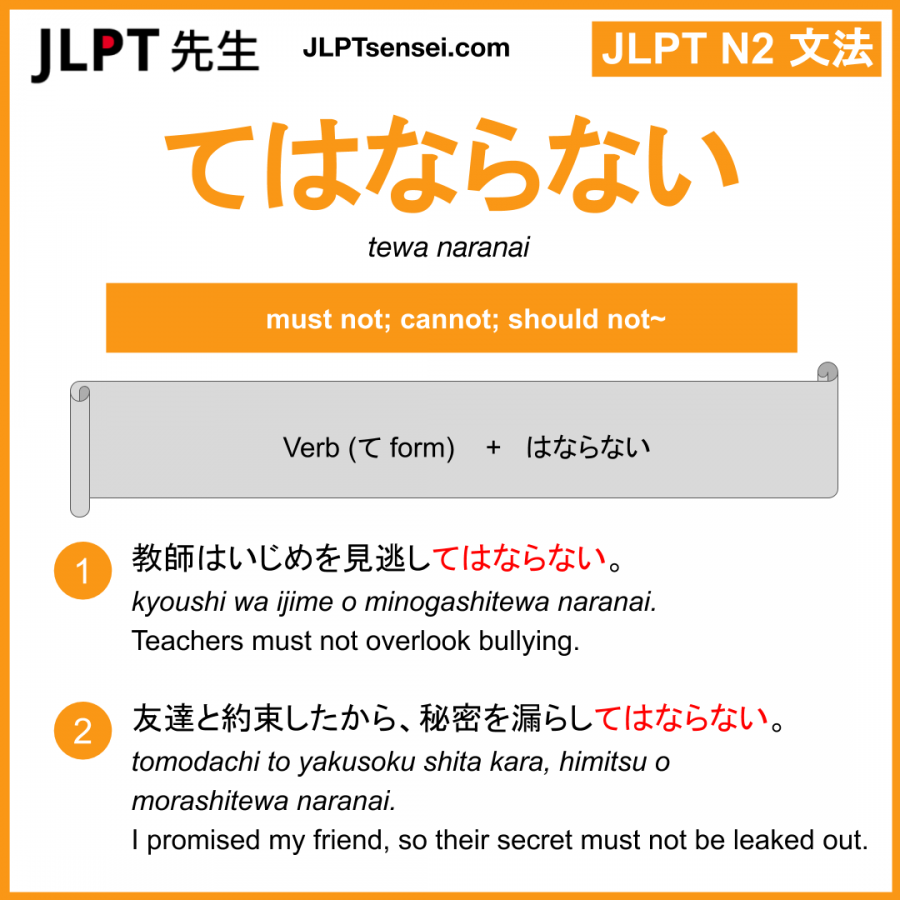 JLPT 先生
JLPTsensei.com
JLPT N2 文法
てはならない
tewa naranai
must not; cannot; should not~
Verb (て form) + はならない
1
教師はいじめを見逃してはならない。
kyoushi wa ijime o minogashitewa naranai.
Teachers must not overlook bullying.
2
友達と約束したから、秘密を漏らしてはならない。
tomodachi to yakusoku shita kara, himitsu o
morashitewa naranai.
I promised my friend, so their secret must not be leaked out.